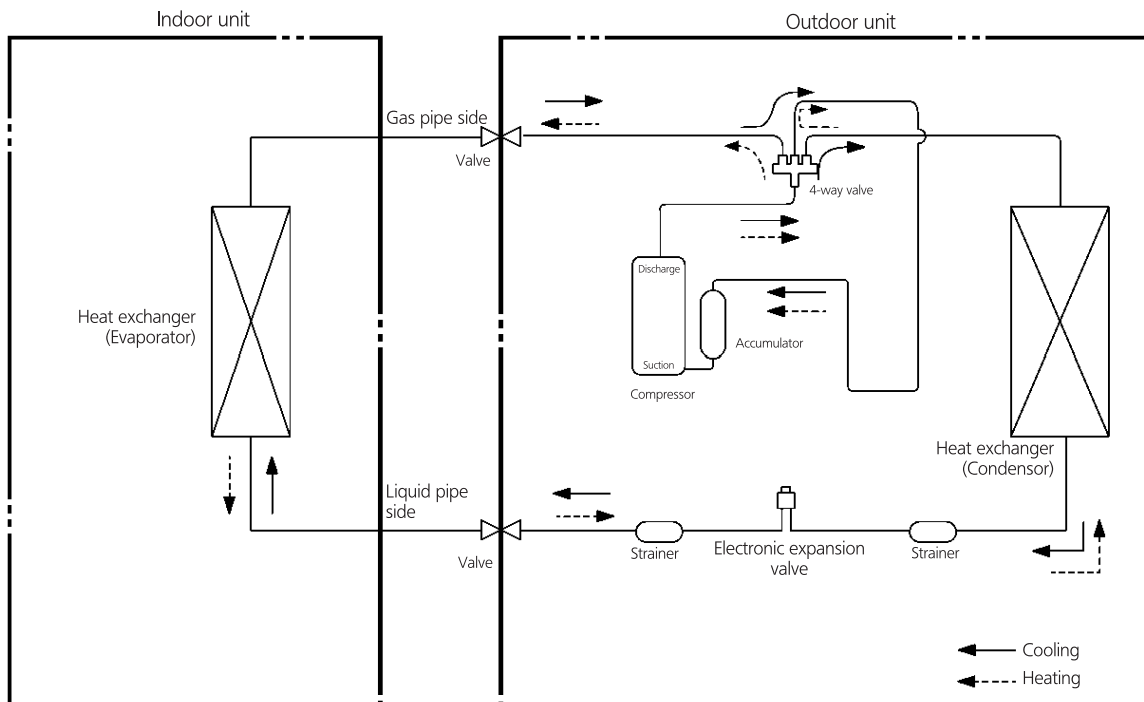 Indoor unit
Outdoor unit
Gas pipe side
Valve
4-way valve
Discharge
Heat exchanger
(Evaporator)
Accumulator
Suction
Compressor
Heat exchanger
(Condensor)
Liquid pipe
side
Valve
Strainer
Electronic expansion
valve
Strainer
Cooling
Heating